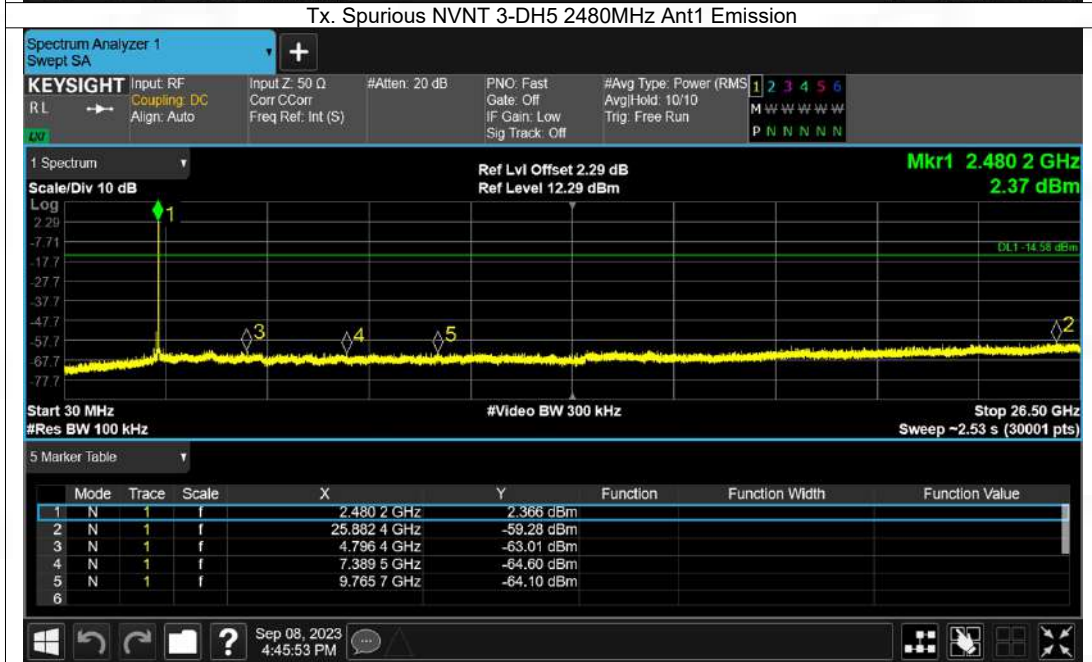 Tx. Spurious NVNT 3-DH5 2480MHz Ant1 Emission
Spectrum Analyzer 1
Swept SA
+
KEYSIGHT Input: RF Input Z: 50 Ω #Atten: 20 dB PNO: Fast #Avg Type: Power (RMS 1 2 3 4 5 6
RL Coupling: DC Corr CCorr Gate: Off Avg|Hold: 10/10 M W W W W W
Align: Auto Freq Ref: Int (S) IF Gain: Low Trig: Free Run
LXI Sig Track: Off P N N N N N
1 Spectrum Ref Lvl Offset 2.29 dB Mkr1 2.480 2 GHz
Scale/Div 10 dB Ref Level 12.29 dBm 2.37 dBm
Log
1
2.29
-7.71
DL1 -14.58 dBm
-17.7
-27.7
-37.7
-47.7
3 4 5 2
-57.7
-67.7
-77.7
Start 30 MHz #Video BW 300 kHz Stop 26.50 GHz
#Res BW 100 kHz Sweep ~2.53 s (30001 pts)
5 Marker Table
Mode Trace Scale X Y Function Function Width Function Value
1 N 1 f 2.480 2 GHz 2.366 dBm
2 N 1 f 25.882 4 GHz -59.28 dBm
3 N 1 f 4.796 4 GHz -63.01 dBm
4 N 1 f 7.389 5 GHz -64.60 dBm
5 N 1 f 9.765 7 GHz -64.10 dBm
6
? Sep 08, 2023
4:45:53 PM